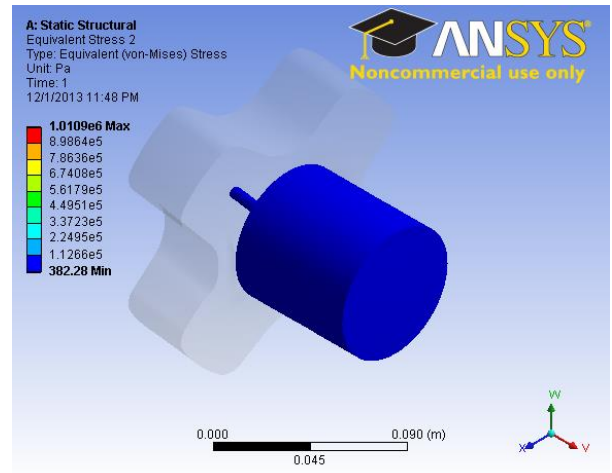 A: Static Structural
Equivalent Stress 2
Type: Equivalent (von-Mises) Stress
Unit: Pa
Time: 1
12/1/2013 11:48 PM
ANSYS
Noncommercial use only
1.0109e6 Max
8.9864e5
7.8636e5
6.7408e5
5.6179e5
4.4951e5
3.3723e5
2.2495e5
1.1266e5
382.28 Min
0.000
0.090 (m)
0.045
W
X
V